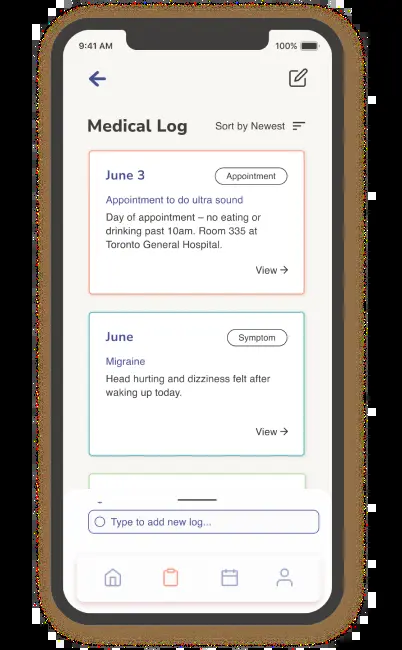 9:41 AM 100%
Medical Log Sort by Newest
June 3 Appointment
Appointment to do ultra sound
Day of appointment – no eating or
drinking past 10am. Room 335 at
Toronto General Hospital.
View →
June Symptom
Migraine
Head hurting and dizziness felt after
waking up today.
View →
Type to add new log...